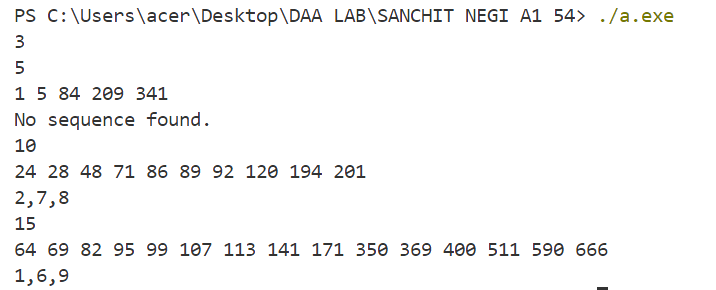 PS C:\Users\acer\Desktop\DAA LAB\SANCHIT NEGI A1 54> ./a.exe
3
5
1 5 84 209 341
No sequence found.
10
24 28 48 71 86 89 92 120 194 201
2,7,8
15
64 69 82 95 99 107 113 141 171 350 369 400 511 590 666
1,6,9